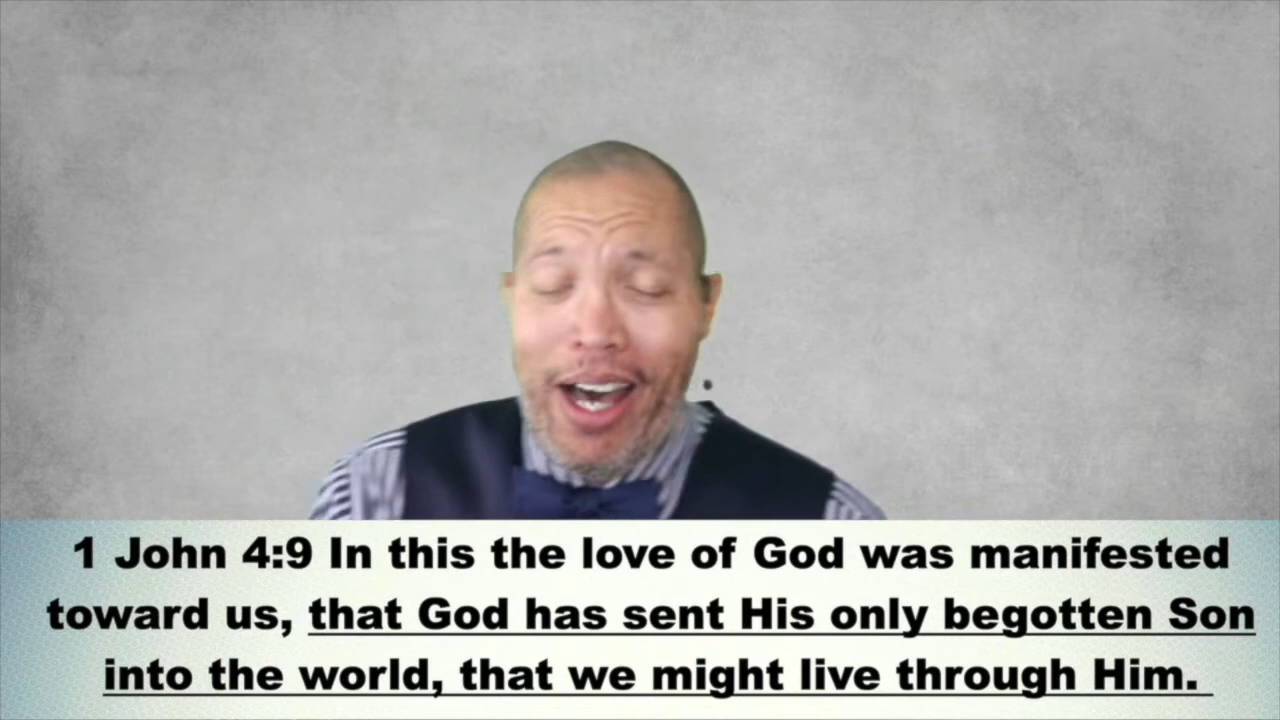 1 John 4:9 In this the love of God was manifested
toward us, that God has sent His only begotten Son
into the world, that we might live through Him.